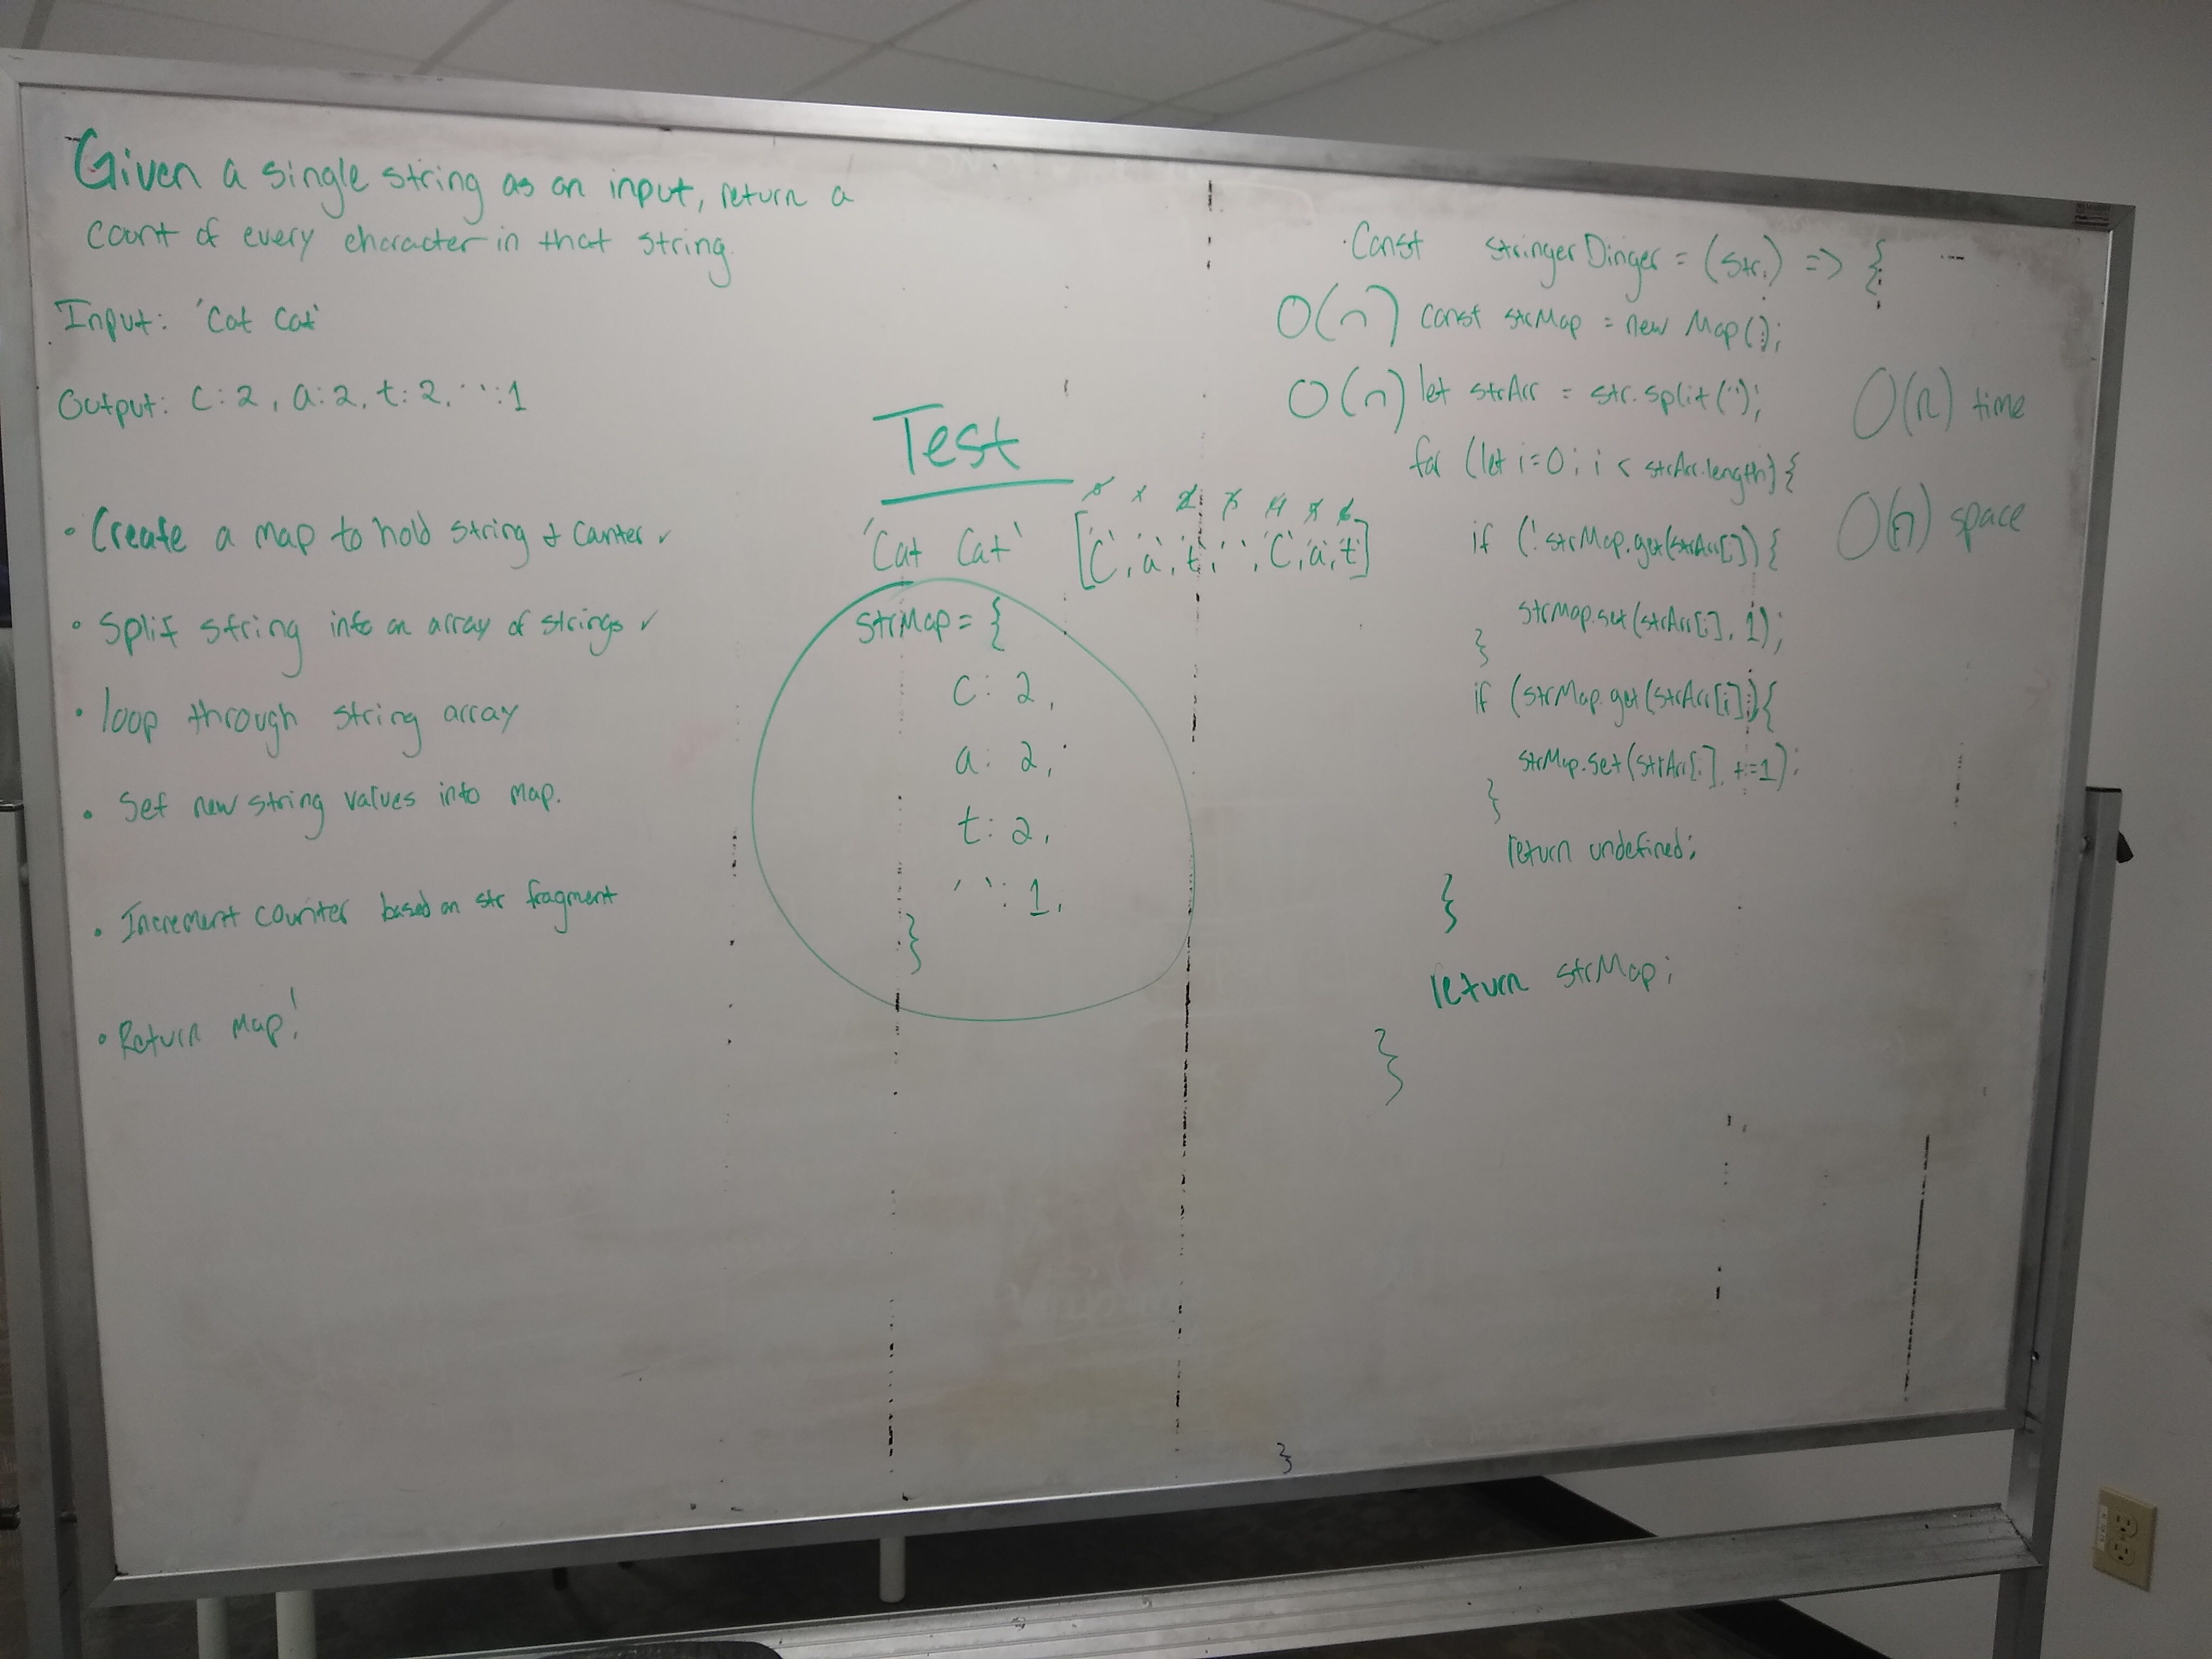 Given a single string as an input, return a
count of every character in that string.
Input: 'Cat Cat'
Output: C:2, a:2, t:2, ' ':1
• Create a map to hold string & counter ✓
• Split string into an array of strings ✓
• loop through string array
• Set new string values into map.
• Increment counter based on str fragment
• Return Map!
Test
0 1 2 3 4 5 6
'Cat Cat' ['C', 'a', 't', ' ', 'C', 'a', 't']
strMap = {
C: 2,
a: 2,
t: 2,
' ': 1,
}
Const stringerDinger = (str) => {
O(n) const strMap = new Map();
O(n) let strArr = str.split('');
for (let i=0; i < strArr.length) {
if (!strMap.get(strArr[])) {
strMap.set(strArr[i], 1);
}
if (strMap.get(strArr[i]) {
strMap.set(strArr[i], +=1);
}
return undefined;
}
return strMap;
}
O(n) time
O(n) space
}